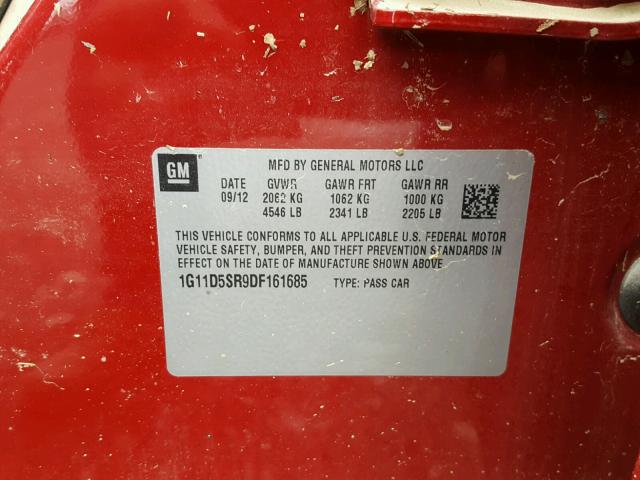 GM
MFD BY GENERAL MOTORS LLC
DATE GVWR GAWR FRT GAWR RR
09/12 2062 KG 1062 KG 1000 KG
4546 LB 2341 LB 2205 LB
THIS VEHICLE CONFORMS TO ALL APPLICABLE U.S. FEDERAL MOTOR
VEHICLE SAFETY, BUMPER, AND THEFT PREVENTION STANDARDS IN
EFFECT ON THE DATE OF MANUFACTURE SHOWN ABOVE
1G11D5SR9DF161685 TYPE: PASS CAR